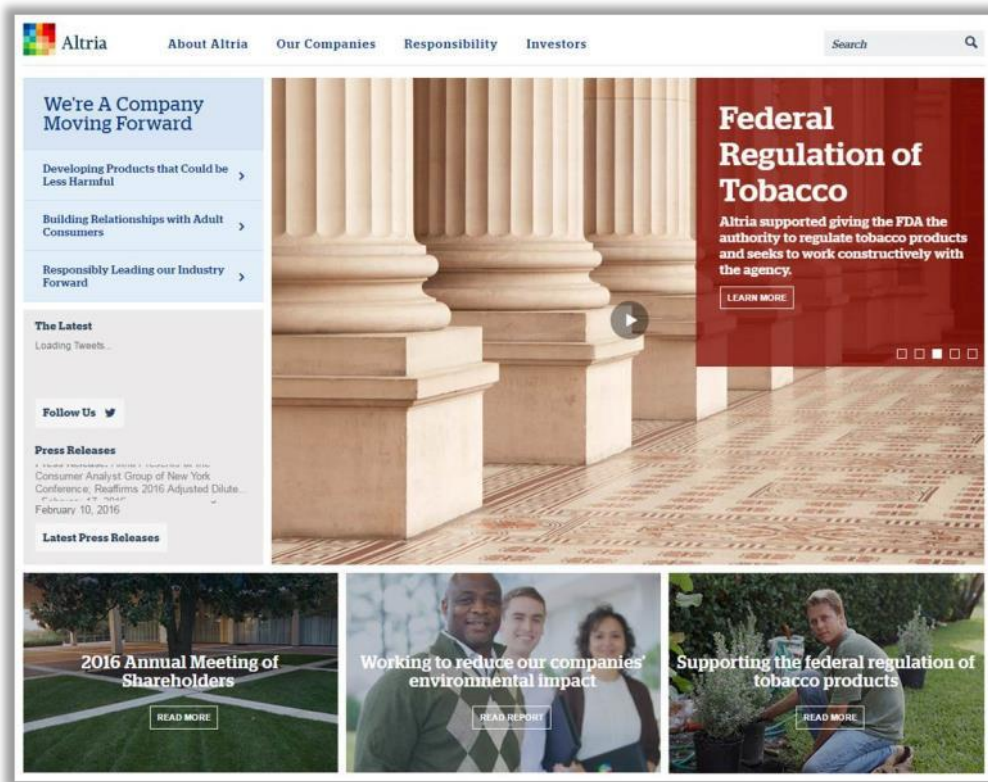 Altria
About Altria
Our Companies
Responsibility
Investors
Search
We're A Company
Moving Forward
Developing Products that Could be
Less Harmful
Building Relationships with Adult
Consumers
Responsibly Leading our Industry
Forward
The Latest
Loading Tweets...
Follow Us
Press Releases
Consumer Analyst Group of New York
Conference; Reaffirms 2016 Adjusted Dilute...
February 10, 2016
Latest Press Releases
Federal
Regulation of
Tobacco
Altria supported giving the FDA the
authority to regulate tobacco products
and seeks to work constructively with
the agency.
LEARN MORE
2016 Annual Meeting of
Shareholders
READ MORE
Working to reduce our companies'
environmental impact
READ REPORT
Supporting the federal regulation of
tobacco products
READ MORE